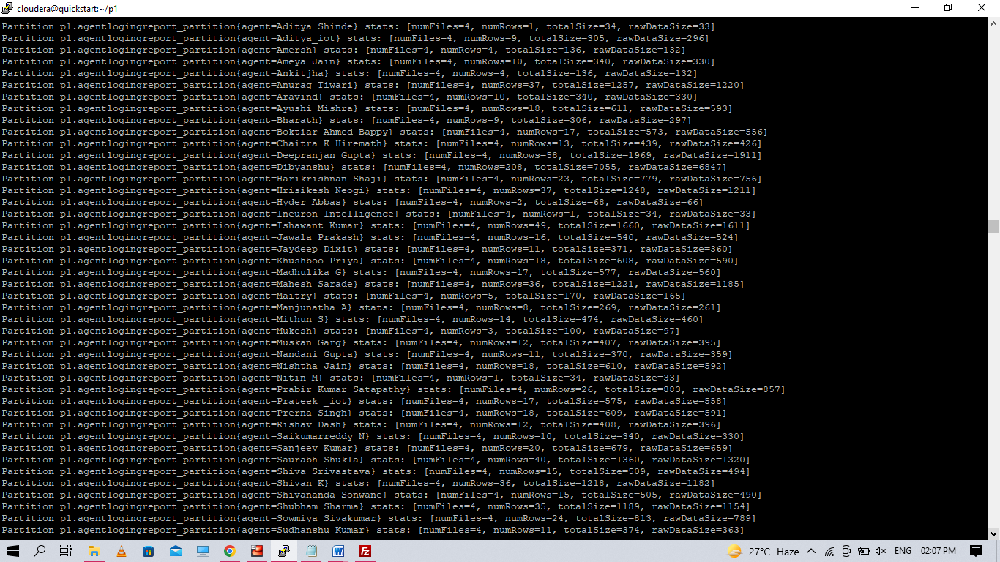 cloudera@quickstart:~/p1
Partition p1.agentlogingreport_partition{agent=Aditya Shinde} stats: [numFiles=4, numRows=1, totalSize=34, rawDataSize=33]
Partition p1.agentlogingreport_partition{agent=Aditya_iot} stats: [numFiles=4, numRows=9, totalSize=305, rawDataSize=296]
Partition p1.agentlogingreport_partition{agent=Amersh} stats: [numFiles=4, numRows=4, totalSize=136, rawDataSize=132]
Partition p1.agentlogingreport_partition{agent=Ameya Jain} stats: [numFiles=4, numRows=10, totalSize=340, rawDataSize=330]
Partition p1.agentlogingreport_partition{agent=Ankitjha} stats: [numFiles=4, numRows=4, totalSize=136, rawDataSize=132]
Partition p1.agentlogingreport_partition{agent=Anurag Tiwari} stats: [numFiles=4, numRows=37, totalSize=1257, rawDataSize=1220]
Partition p1.agentlogingreport_partition{agent=Aravind} stats: [numFiles=4, numRows=10, totalSize=340, rawDataSize=330]
Partition p1.agentlogingreport_partition{agent=Ayushi Mishra} stats: [numFiles=4, numRows=18, totalSize=611, rawDataSize=593]
Partition p1.agentlogingreport_partition{agent=Bharath} stats: [numFiles=4, numRows=9, totalSize=306, rawDataSize=297]
Partition p1.agentlogingreport_partition{agent=Boktiar Ahmed Bappy} stats: [numFiles=4, numRows=17, totalSize=573, rawDataSize=556]
Partition p1.agentlogingreport_partition{agent=Chaitra K Hiremath} stats: [numFiles=4, numRows=13, totalSize=439, rawDataSize=426]
Partition p1.agentlogingreport_partition{agent=Deepranjan Gupta} stats: [numFiles=4, numRows=58, totalSize=1969, rawDataSize=1911]
Partition p1.agentlogingreport_partition{agent=Dibyanshu} stats: [numFiles=4, numRows=208, totalSize=7055, rawDataSize=6847]
Partition p1.agentlogingreport_partition{agent=Harikrishnan Shaji} stats: [numFiles=4, numRows=23, totalSize=779, rawDataSize=756]
Partition p1.agentlogingreport_partition{agent=Hrisikesh Neogi} stats: [numFiles=4, numRows=37, totalSize=1248, rawDataSize=1211]
Partition p1.agentlogingreport_partition{agent=Hyder Abbas} stats: [numFiles=4, numRows=2, totalSize=68, rawDataSize=66]
Partition p1.agentlogingreport_partition{agent=Ineuron Intelligence} stats: [numFiles=4, numRows=1, totalSize=34, rawDataSize=33]
Partition p1.agentlogingreport_partition{agent=Ishawant Kumar} stats: [numFiles=4, numRows=49, totalSize=1660, rawDataSize=1611]
Partition p1.agentlogingreport_partition{agent=Jawala Prakash} stats: [numFiles=4, numRows=16, totalSize=540, rawDataSize=524]
Partition p1.agentlogingreport_partition{agent=Jaydeep Dixit} stats: [numFiles=4, numRows=11, totalSize=371, rawDataSize=360]
Partition p1.agentlogingreport_partition{agent=Khushboo Priya} stats: [numFiles=4, numRows=18, totalSize=608, rawDataSize=590]
Partition p1.agentlogingreport_partition{agent=Madhulika G} stats: [numFiles=4, numRows=17, totalSize=577, rawDataSize=560]
Partition p1.agentlogingreport_partition{agent=Mahesh Sarade} stats: [numFiles=4, numRows=36, totalSize=1221, rawDataSize=1185]
Partition p1.agentlogingreport_partition{agent=Maitry} stats: [numFiles=4, numRows=5, totalSize=170, rawDataSize=165]
Partition p1.agentlogingreport_partition{agent=Manjunatha A} stats: [numFiles=4, numRows=8, totalSize=269, rawDataSize=261]
Partition p1.agentlogingreport_partition{agent=Mithun S} stats: [numFiles=4, numRows=14, totalSize=474, rawDataSize=460]
Partition p1.agentlogingreport_partition{agent=Mukesh} stats: [numFiles=4, numRows=3, totalSize=100, rawDataSize=97]
Partition p1.agentlogingreport_partition{agent=Muskan Garg} stats: [numFiles=4, numRows=12, totalSize=407, rawDataSize=395]
Partition p1.agentlogingreport_partition{agent=Nandani Gupta} stats: [numFiles=4, numRows=11, totalSize=370, rawDataSize=359]
Partition p1.agentlogingreport_partition{agent=Nishtha Jain} stats: [numFiles=4, numRows=18, totalSize=610, rawDataSize=592]
Partition p1.agentlogingreport_partition{agent=Nitin M} stats: [numFiles=4, numRows=1, totalSize=34, rawDataSize=33]
Partition p1.agentlogingreport_partition{agent=Prabir Kumar Satapathy} stats: [numFiles=4, numRows=26, totalSize=883, rawDataSize=857]
Partition p1.agentlogingreport_partition{agent=Prateek _iot} stats: [numFiles=4, numRows=17, totalSize=575, rawDataSize=558]
Partition p1.agentlogingreport_partition{agent=Prerna Singh} stats: [numFiles=4, numRows=18, totalSize=609, rawDataSize=591]
Partition p1.agentlogingreport_partition{agent=Rishav Dash} stats: [numFiles=4, numRows=12, totalSize=408, rawDataSize=396]
Partition p1.agentlogingreport_partition{agent=Saikumarreddy N} stats: [numFiles=4, numRows=10, totalSize=340, rawDataSize=330]
Partition p1.agentlogingreport_partition{agent=Sanjeev Kumar} stats: [numFiles=4, numRows=20, totalSize=679, rawDataSize=659]
Partition p1.agentlogingreport_partition{agent=Saurabh Shukla} stats: [numFiles=4, numRows=40, totalSize=1360, rawDataSize=1320]
Partition p1.agentlogingreport_partition{agent=Shiva Srivastava} stats: [numFiles=4, numRows=15, totalSize=509, rawDataSize=494]
Partition p1.agentlogingreport_partition{agent=Shivan K} stats: [numFiles=4, numRows=36, totalSize=1218, rawDataSize=1182]
Partition p1.agentlogingreport_partition{agent=Shivananda Sonwane} stats: [numFiles=4, numRows=15, totalSize=505, rawDataSize=490]
Partition p1.agentlogingreport_partition{agent=Shubham Sharma} stats: [numFiles=4, numRows=35, totalSize=1189, rawDataSize=1154]
Partition p1.agentlogingreport_partition{agent=Sowmiya Sivakumar} stats: [numFiles=4, numRows=24, totalSize=813, rawDataSize=789]
Partition p1.agentlogingreport_partition{agent=Sudhanshu Kumar} stats: [numFiles=4, numRows=11, totalSize=374, rawDataSize=363]
27°C Haze ENG 02:07 PM